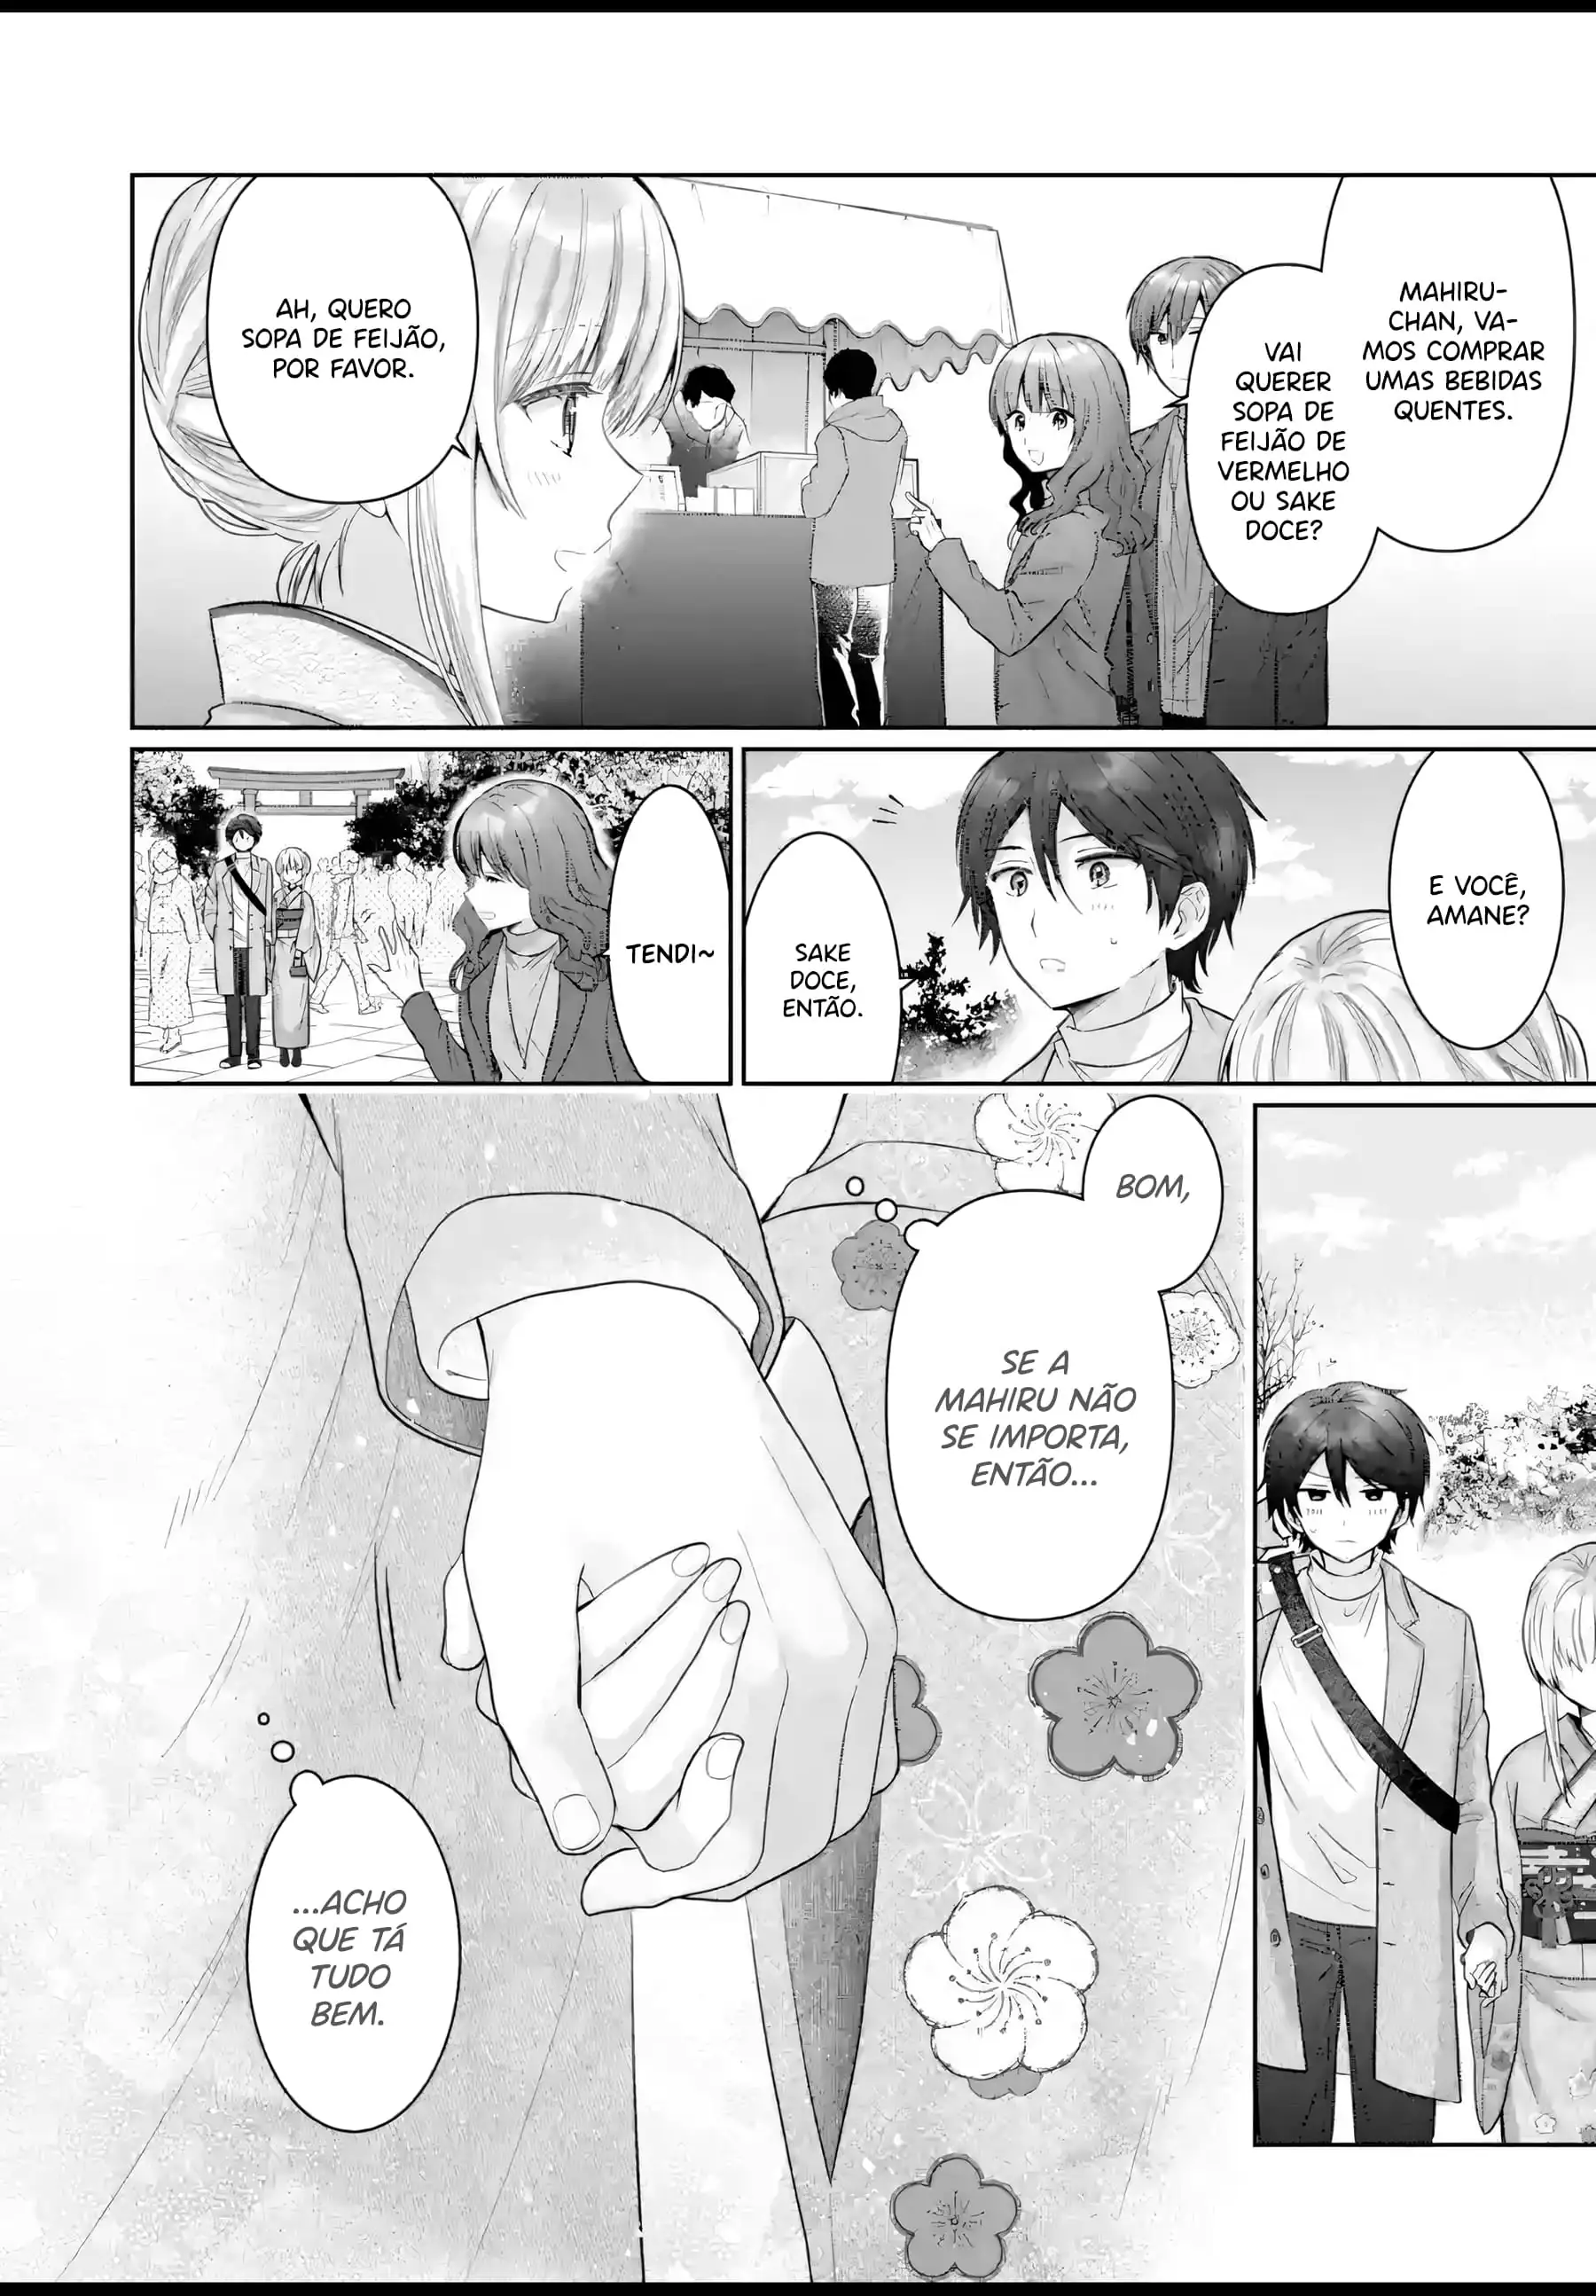 MAHIRU-
CHAN, VA-
MOS COMPRAR
UMAS BEBIDAS
QUENTES.
VAI
QUERER
SOPA DE
FEIJÃO DE
VERMELHO
OU SAKE
DOCE?
AH, QUERO
SOPA DE FEIJÃO,
POR FAVOR.
E VOCÊ,
AMANE?
SAKE
DOCE,
ENTÃO.
TENDI~
BOM,
SE A
MAHIRU NÃO
SE IMPORTA,
ENTÃO...
...ACHO
QUE TÁ
TUDO
BEM.